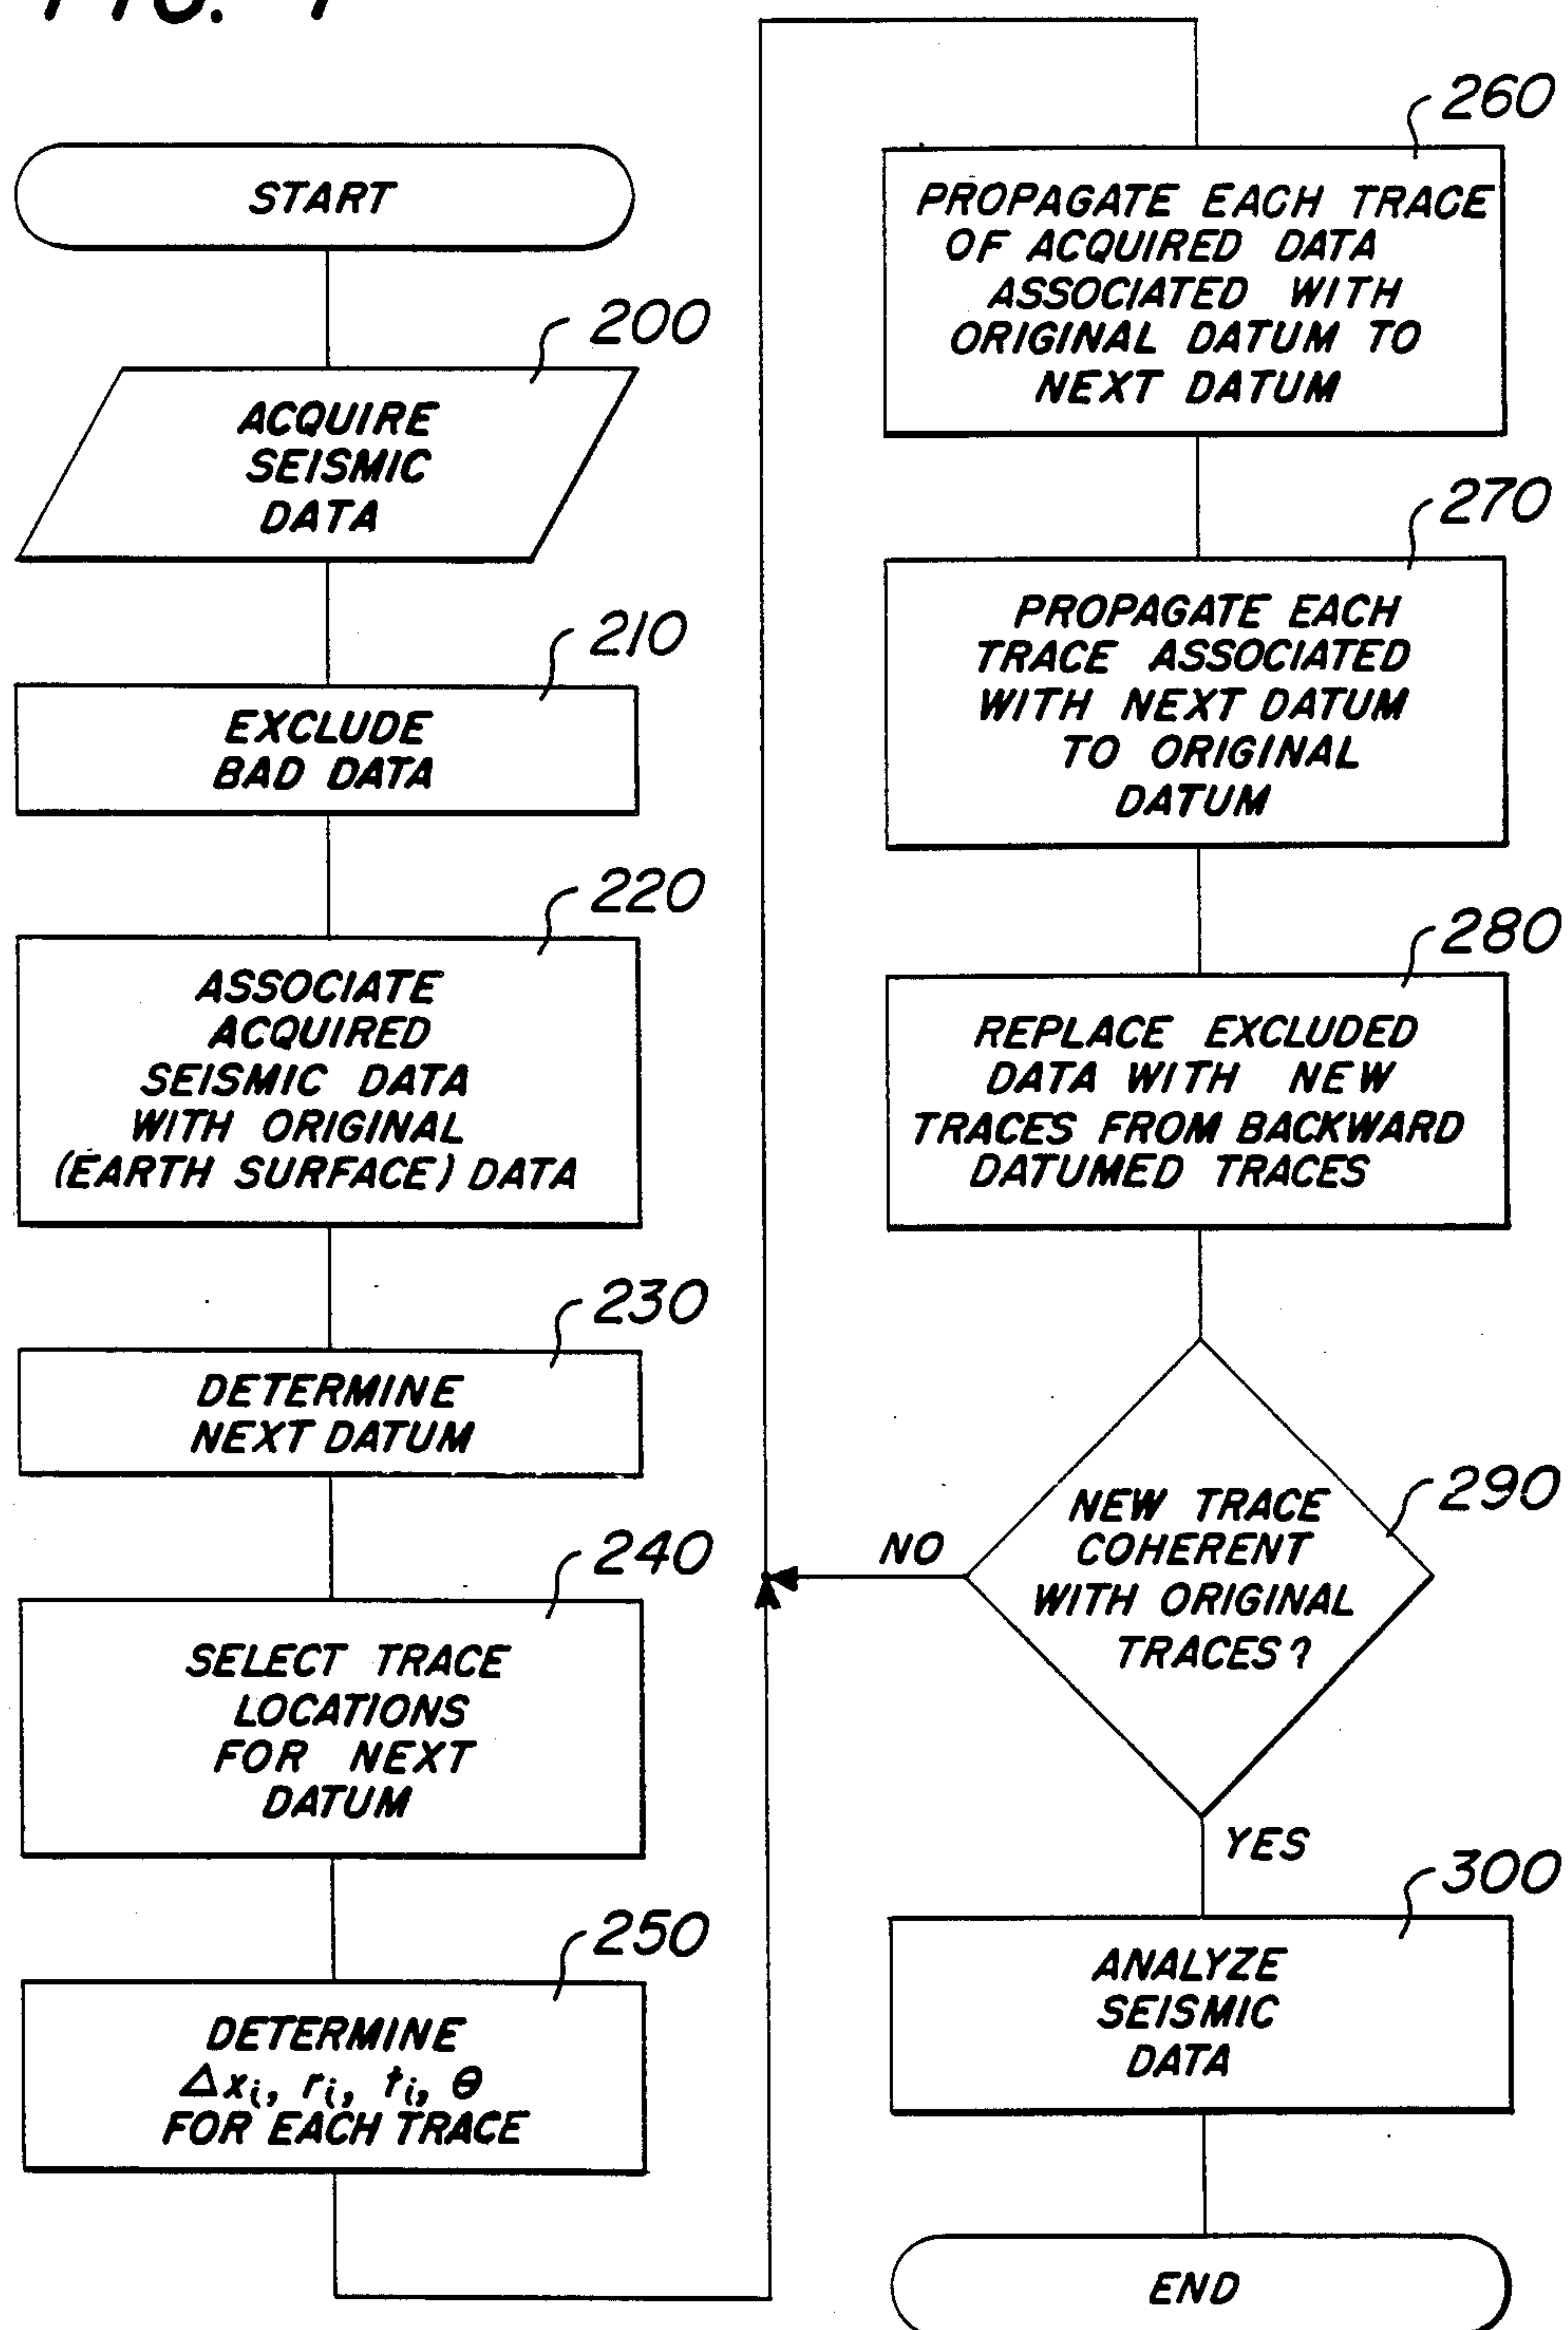 START
200
ACQUIRE
SEISMIC
DATA
210
EXCLUDE
BAD DATA
220
ASSOCIATE
ACQUIRED
SEISMIC DATA
WITH ORIGINAL
(EARTH SURFACE) DATA
230
DETERMINE
NEXT DATUM
240
SELECT TRACE
LOCATIONS
FOR NEXT
DATUM
250
DETERMINE
Δxi, ri, ti, θ
FOR EACH TRACE
260
PROPAGATE EACH TRACE
OF ACQUIRED DATA
ASSOCIATED WITH
ORIGINAL DATUM TO
NEXT DATUM
270
PROPAGATE EACH
TRACE ASSOCIATED
WITH NEXT DATUM
TO ORIGINAL
DATUM
280
REPLACE EXCLUDED
DATA WITH NEW
TRACES FROM BACKWARD
DATUMED TRACES
290
NEW TRACE
COHERENT
WITH ORIGINAL
TRACES?
NO
YES
300
ANALYZE
SEISMIC
DATA
END